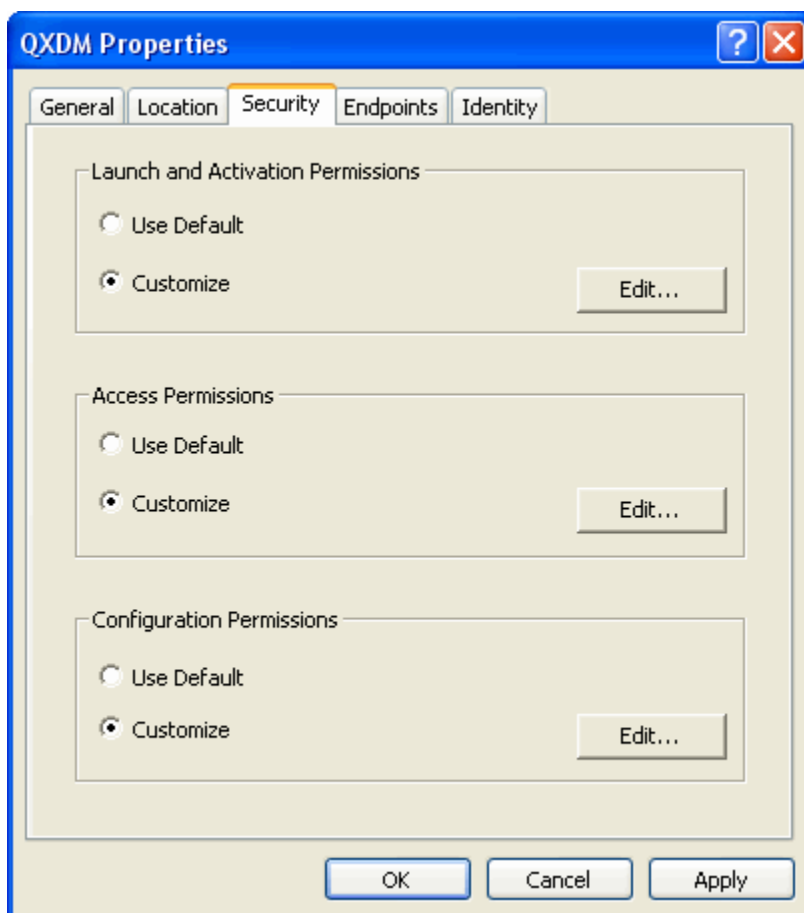 QXDM Properties
General Location Security Endpoints Identity
Launch and Activation Permissions
Use Default
Customize
Edit...
Access Permissions
Use Default
Customize
Edit...
Configuration Permissions
Use Default
Customize
Edit...
OK Cancel Apply